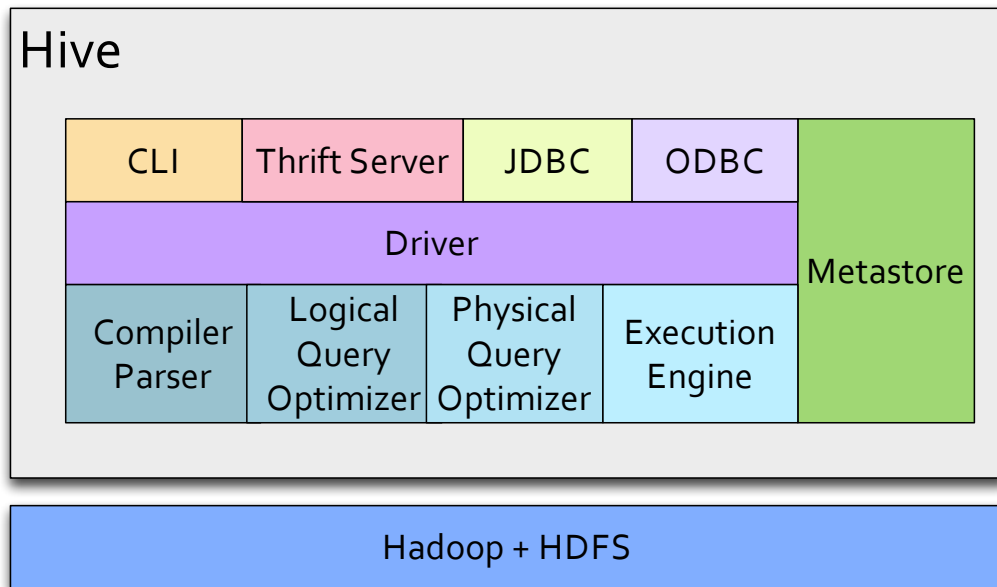 Hive
CLI
Thrift Server
JDBC
ODBC
Driver
Metastore
Compiler
Parser
Logical
Query
Optimizer
Physical
Query
Optimizer
Execution
Engine
Hadoop + HDFS